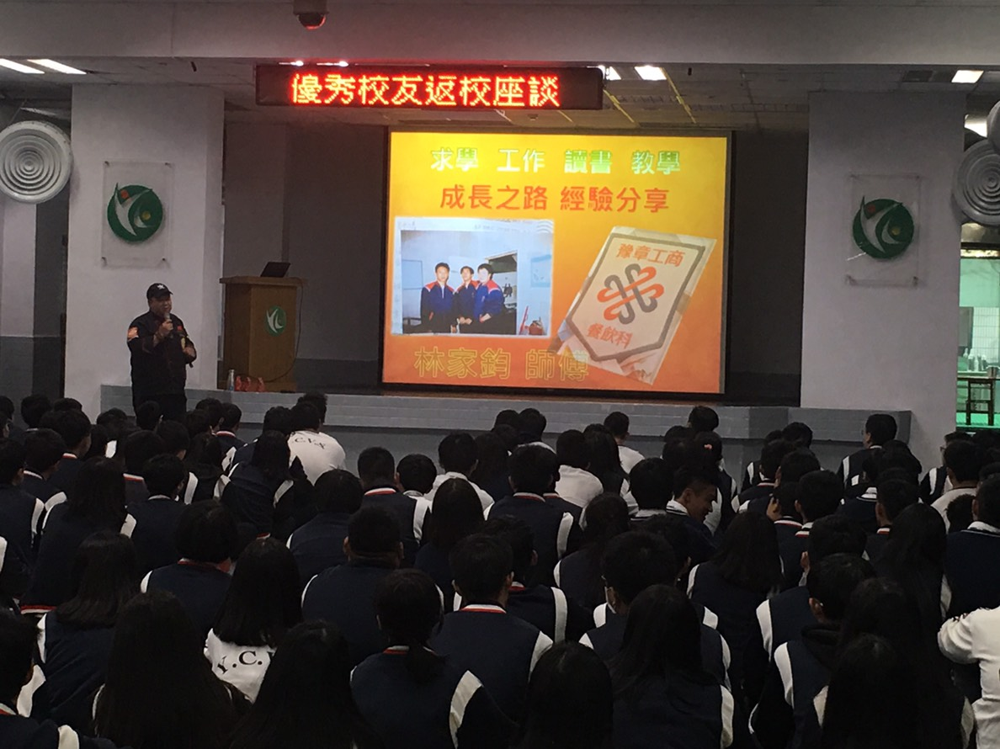 優秀校友返校座談
求學 工作 讀書 教學
成長之路 經驗分享
豫章工商
餐飲科
林家鈞 師傅
Y.C.